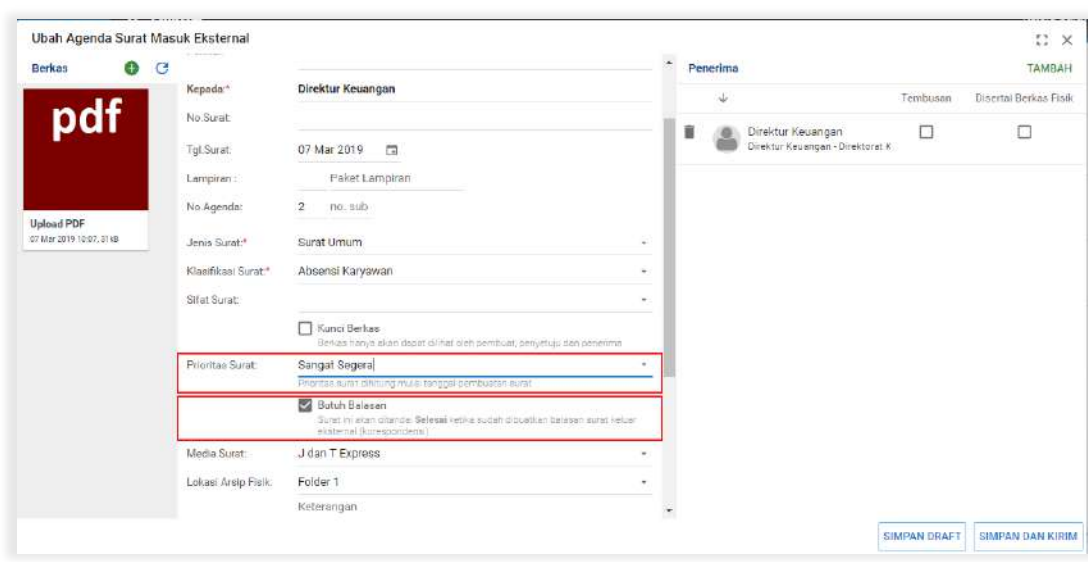 Ubah Agenda Surat Masuk Eksternal
Berkas
pdf
Upload PDF
07 Mar 2019 10:07, 31 kB
Kepada:* Direktur Keuangan
No.Surat:
Tgl.Surat: 07 Mar 2019
Lampiran : Paket Lampiran
No.Agenda: 2 no. sub
Jenis Surat:* Surat Umum
Klasifikasi Surat:* Absensi Karyawan
Sifat Surat:
Kunci Berkas
Berkas hanya akan dapat dilihat oleh pembuat, penyetuju dan penerima
Prioritas Surat: Sangat Segera
Prioritas surat dihitung mulai tanggal pembuatan surat
Butuh Balasan
Surat ini akan ditandai Selesai ketika sudah dibuatkan balasan surat keluar
eksternal (korespondensi)
Media Surat: J dan T Express
Lokasi Arsip Fisik: Folder 1
Keterangan
Penerima TAMBAH
Tembusan Disertai Berkas Fisik
Direktur Keuangan
Direktur Keuangan - Direktorat K
SIMPAN DRAFT SIMPAN DAN KIRIM